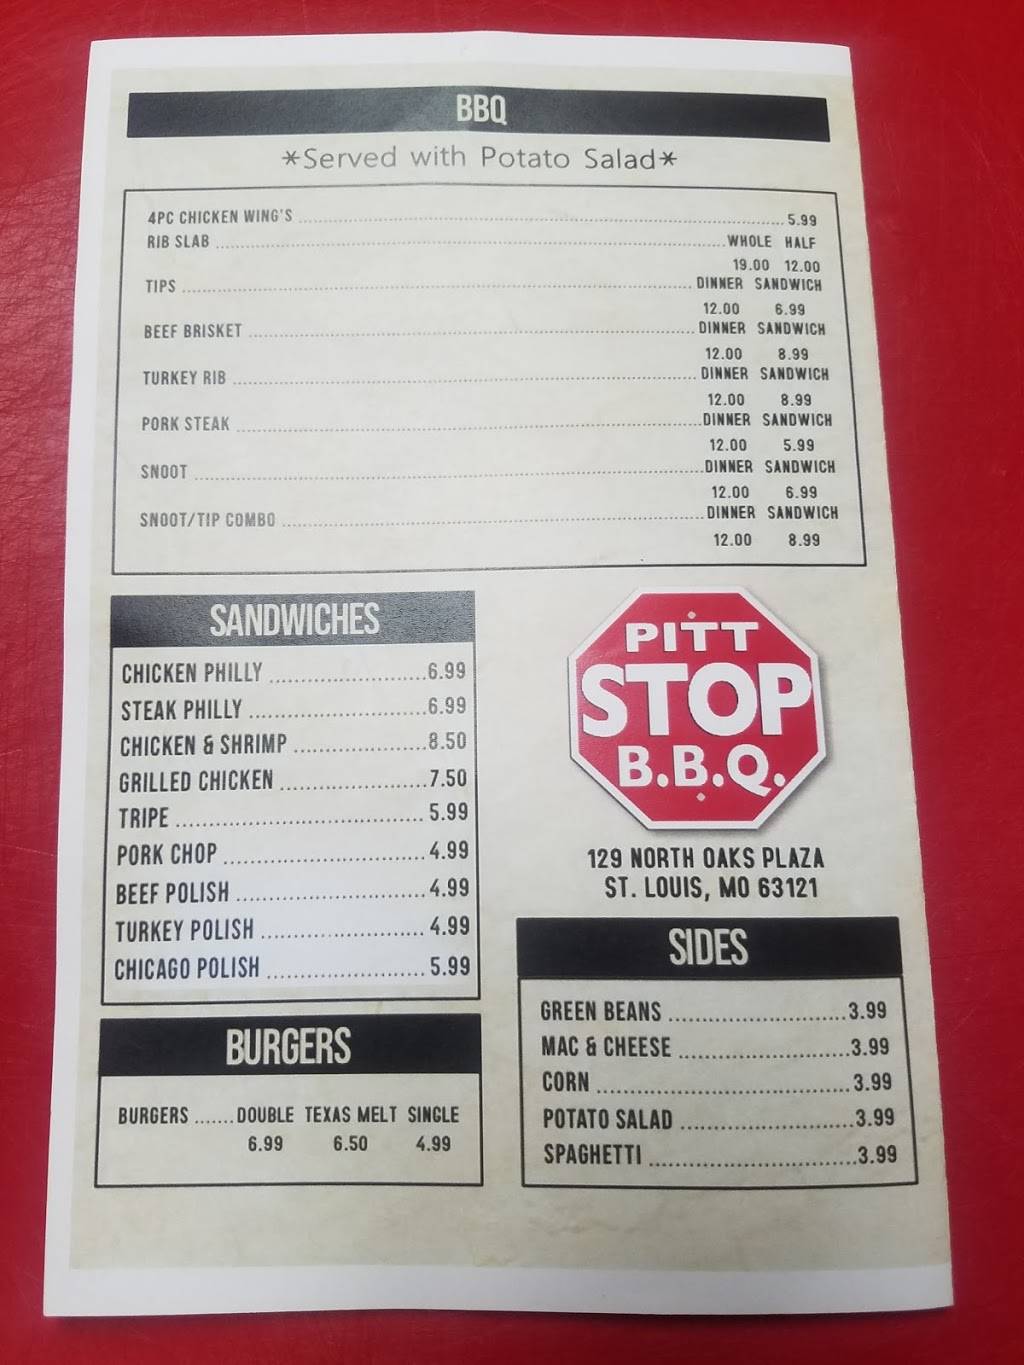 BBQ
*Served with Potato Salad*
4PC CHICKEN WING'S ........ 5.99
RIB SLAB ........ WHOLE HALF
19.00 12.00
TIPS ........ DINNER SANDWICH
12.00 6.99
BEEF BRISKET ........ DINNER SANDWICH
12.00 8.99
TURKEY RIB ........ DINNER SANDWICH
12.00 8.99
PORK STEAK ........ DINNER SANDWICH
12.00 5.99
SNOOT ........ DINNER SANDWICH
12.00 6.99
SNOOT/TIP COMBO ........ DINNER SANDWICH
12.00 8.99
SANDWICHES
CHICKEN PHILLY ........ 6.99
STEAK PHILLY ........ 6.99
CHICKEN & SHRIMP ........ 8.50
GRILLED CHICKEN ........ 7.50
TRIPE ........ 5.99
PORK CHOP ........ 4.99
BEEF POLISH ........ 4.99
TURKEY POLISH ........ 4.99
CHICAGO POLISH ........ 5.99
BURGERS
BURGERS ....... DOUBLE TEXAS MELT SINGLE
6.99 6.50 4.99
PITT
STOP
B.B.Q.
129 NORTH OAKS PLAZA
ST. LOUIS, MO 63121
SIDES
GREEN BEANS ........ 3.99
MAC & CHEESE ........ 3.99
CORN ........ 3.99
POTATO SALAD ........ 3.99
SPAGHETTI ........ 3.99